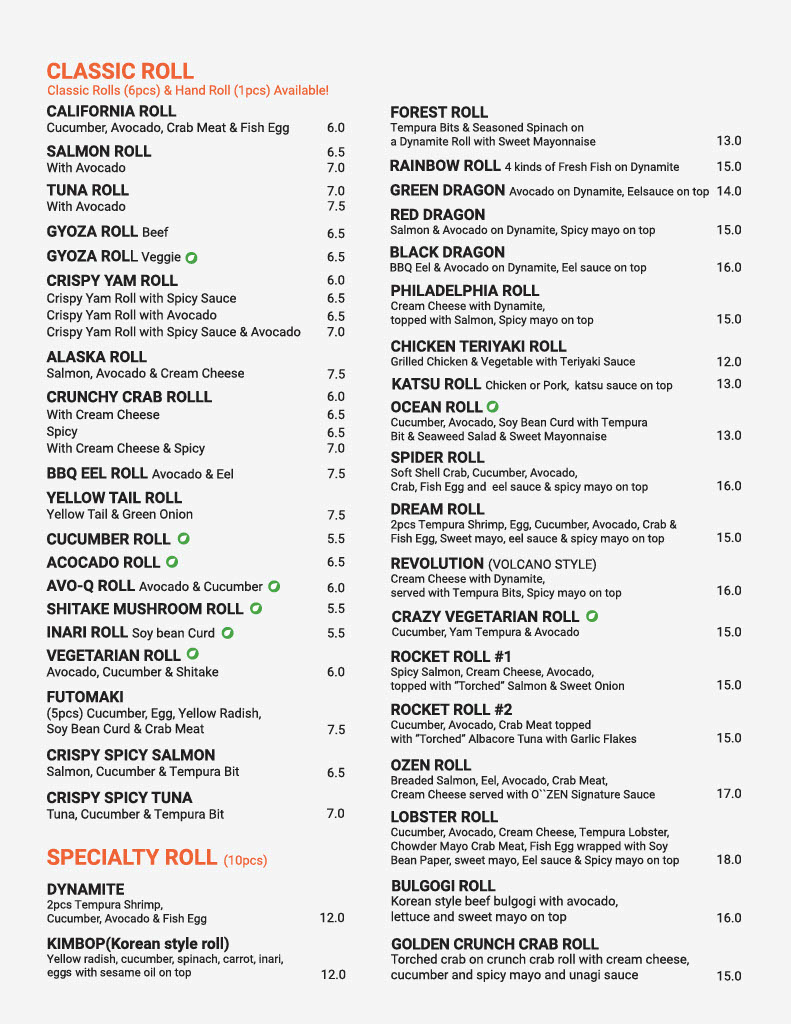 CLASSIC ROLL
Classic Rolls (6pcs) & Hand Roll (1pcs) Available!
CALIFORNIA ROLL
Cucumber, Avocado, Crab Meat & Fish Egg 6.0
SALMON ROLL 6.5
With Avocado 7.0
TUNA ROLL 7.0
With Avocado 7.5
GYOZA ROLL Beef 6.5
GYOZA ROLL Veggie 6.5
CRISPY YAM ROLL 6.0
Crispy Yam Roll with Spicy Sauce 6.5
Crispy Yam Roll with Avocado 6.5
Crispy Yam Roll with Spicy Sauce & Avocado 7.0
ALASKA ROLL
Salmon, Avocado & Cream Cheese 7.5
CRUNCHY CRAB ROLLL 6.0
With Cream Cheese 6.5
Spicy 6.5
With Cream Cheese & Spicy 7.0
BBQ EEL ROLL Avocado & Eel 7.5
YELLOW TAIL ROLL
Yellow Tail & Green Onion 7.5
CUCUMBER ROLL 5.5
ACOCADO ROLL 6.5
AVO-Q ROLL Avocado & Cucumber 6.0
SHITAKE MUSHROOM ROLL 5.5
INARI ROLL Soy bean Curd 5.5
VEGETARIAN ROLL
Avocado, Cucumber & Shitake 6.0
FUTOMAKI
(5pcs) Cucumber, Egg, Yellow Radish,
Soy Bean Curd & Crab Meat 7.5
CRISPY SPICY SALMON
Salmon, Cucumber & Tempura Bit 6.5
CRISPY SPICY TUNA
Tuna, Cucumber & Tempura Bit 7.0
SPECIALTY ROLL (10pcs)
DYNAMITE
2pcs Tempura Shrimp,
Cucumber, Avocado & Fish Egg 12.0
KIMBOP(Korean style roll)
Yellow radish, cucumber, spinach, carrot, inari,
eggs with sesame oil on top 12.0
FOREST ROLL
Tempura Bits & Seasoned Spinach on
a Dynamite Roll with Sweet Mayonnaise 13.0
RAINBOW ROLL 4 kinds of Fresh Fish on Dynamite 15.0
GREEN DRAGON Avocado on Dynamite, Eelsauce on top 14.0
RED DRAGON
Salmon & Avocado on Dynamite, Spicy mayo on top 15.0
BLACK DRAGON
BBQ Eel & Avocado on Dynamite, Eel sauce on top 16.0
PHILADELPHIA ROLL
Cream Cheese with Dynamite,
topped with Salmon, Spicy mayo on top 15.0
CHICKEN TERIYAKI ROLL
Grilled Chicken & Vegetable with Teriyaki Sauce 12.0
KATSU ROLL Chicken or Pork, katsu sauce on top 13.0
OCEAN ROLL
Cucumber, Avocado, Soy Bean Curd with Tempura
Bit & Seaweed Salad & Sweet Mayonnaise 13.0
SPIDER ROLL
Soft Shell Crab, Cucumber, Avocado,
Crab, Fish Egg and eel sauce & spicy mayo on top 16.0
DREAM ROLL
2pcs Tempura Shrimp, Egg, Cucumber, Avocado, Crab &
Fish Egg, Sweet mayo, eel sauce & spicy mayo on top 15.0
REVOLUTION (VOLCANO STYLE)
Cream Cheese with Dynamite,
served with Tempura Bits, Spicy mayo on top 16.0
CRAZY VEGETARIAN ROLL
Cucumber, Yam Tempura & Avocado 15.0
ROCKET ROLL #1
Spicy Salmon, Cream Cheese, Avocado,
topped with "Torched" Salmon & Sweet Onion 15.0
ROCKET ROLL #2
Cucumber, Avocado, Crab Meat topped
with "Torched" Albacore Tuna with Garlic Flakes 15.0
OZEN ROLL
Breaded Salmon, Eel, Avocado, Crab Meat,
Cream Cheese served with O``ZEN Signature Sauce 17.0
LOBSTER ROLL
Cucumber, Avocado, Cream Cheese, Tempura Lobster,
Chowder Mayo Crab Meat, Fish Egg wrapped with Soy
Bean Paper, sweet mayo, Eel sauce & Spicy mayo on top 18.0
BULGOGI ROLL
Korean style beef bulgogi with avocado,
lettuce and sweet mayo on top 16.0
GOLDEN CRUNCH CRAB ROLL
Torched crab on crunch crab roll with cream cheese,
cucumber and spicy mayo and unagi sauce 15.0